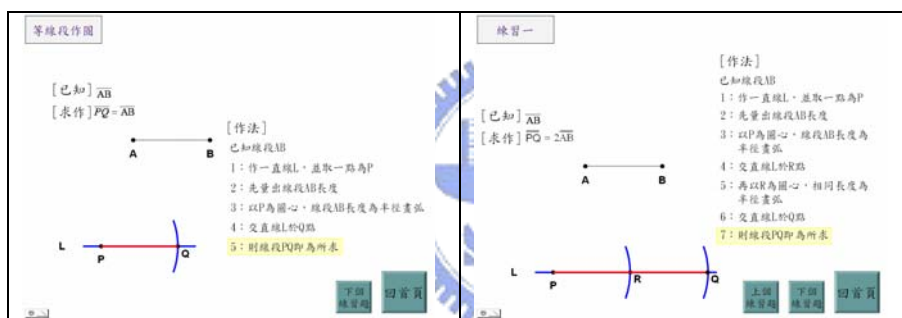 等線段作圖
[已知] AB
[求作] PQ = AB
A
B
[作法]
已知線段AB
1：作一直線L，並取一點為P
2：先量出線段AB長度
3：以P為圓心，線段AB長度為半徑畫弧
4：交直線L於Q點
5：則線段PQ即為所求
L
P
Q
下個
練習題
回首頁
練習一
[已知] AB
[求作] PQ = 2AB
A
B
[作法]
已知線段AB
1：作一直線L，並取一點為P
2：先量出線段AB長度
3：以P為圓心，線段AB長度為
半徑畫弧
4：交直線L於R點
5：再以R為圓心，相同長度為
半徑畫弧
6：交直線L於Q點
7：則線段PQ即為所求
L
P
R
Q
上個
練習題
下個
練習題
回首頁